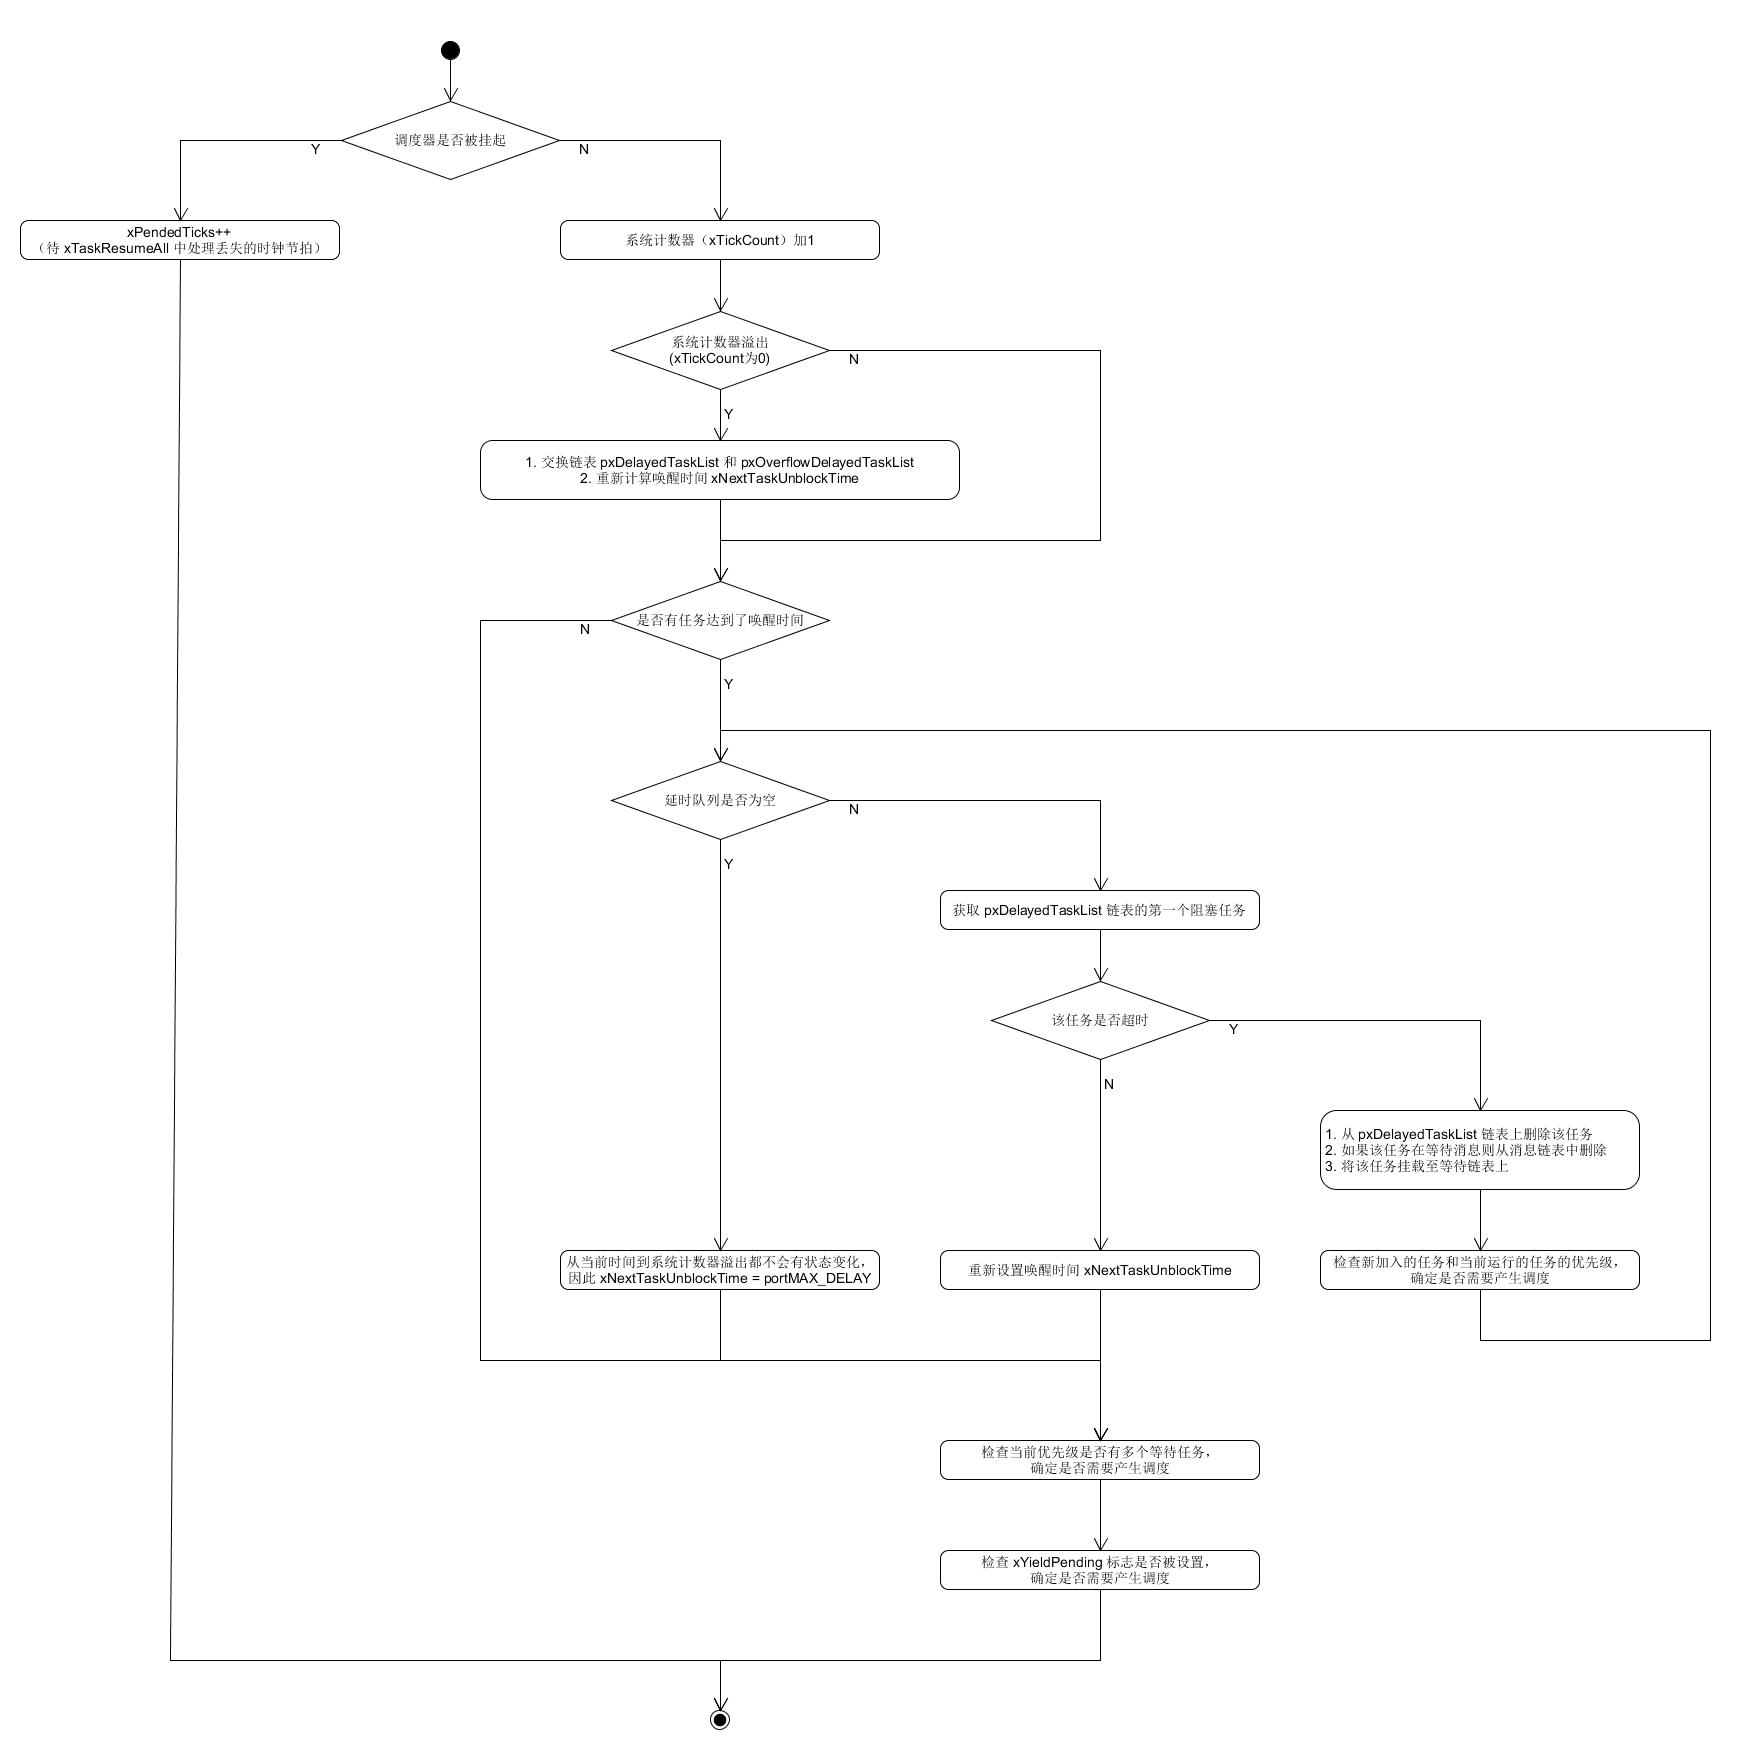 调度器是否被挂起
Y
N
xPendedTicks++
（待 xTaskResumeAll 中处理丢失的时钟节拍）
系统计数器（xTickCount）加1
系统计数器溢出
(xTickCount为0)
N
Y
1. 交换链表 pxDelayedTaskList 和 pxOverflowDelayedTaskList
2. 重新计算唤醒时间 xNextTaskUnblockTime
是否有任务达到了唤醒时间
N
Y
延时队列是否为空
N
Y
获取 pxDelayedTaskList 链表的第一个阻塞任务
该任务是否超时
Y
N
1. 从 pxDelayedTaskList 链表上删除该任务
2. 如果该任务在等待消息则从消息链表中删除
3. 将该任务挂载至等待链表上
从当前时间到系统计数器溢出都不会有状态变化，
因此 xNextTaskUnblockTime = portMAX_DELAY
重新设置唤醒时间 xNextTaskUnblockTime
检查新加入的任务和当前运行的任务的优先级，
确定是否需要产生调度
检查当前优先级是否有多个等待任务，
确定是否需要产生调度
检查 xYieldPending 标志是否被设置，
确定是否需要产生调度